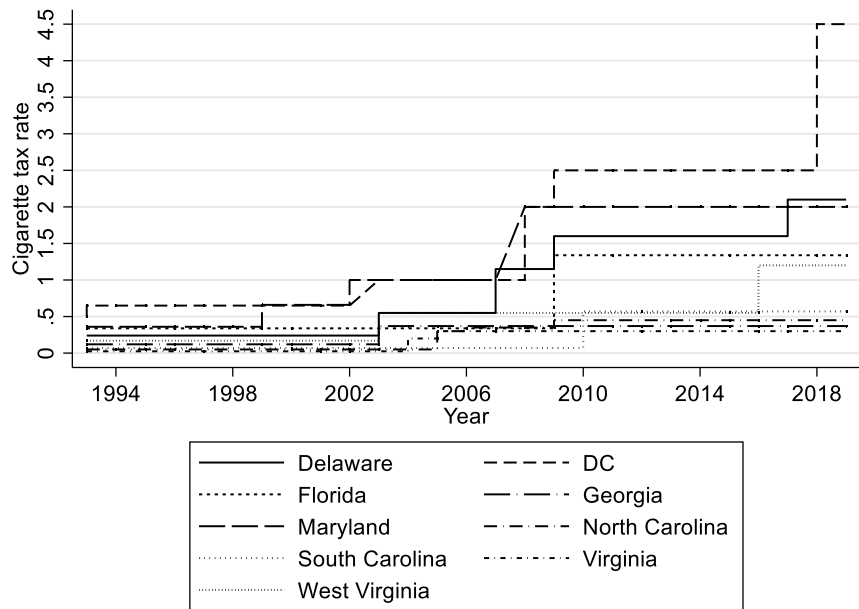 Cigarette tax rate
4.5
4
3.5
3
2.5
2
1.5
1
.5
0
1994 1998 2002 2006 2010 2014 2018
Year
Delaware DC
Florida Georgia
Maryland North Carolina
South Carolina Virginia
West Virginia